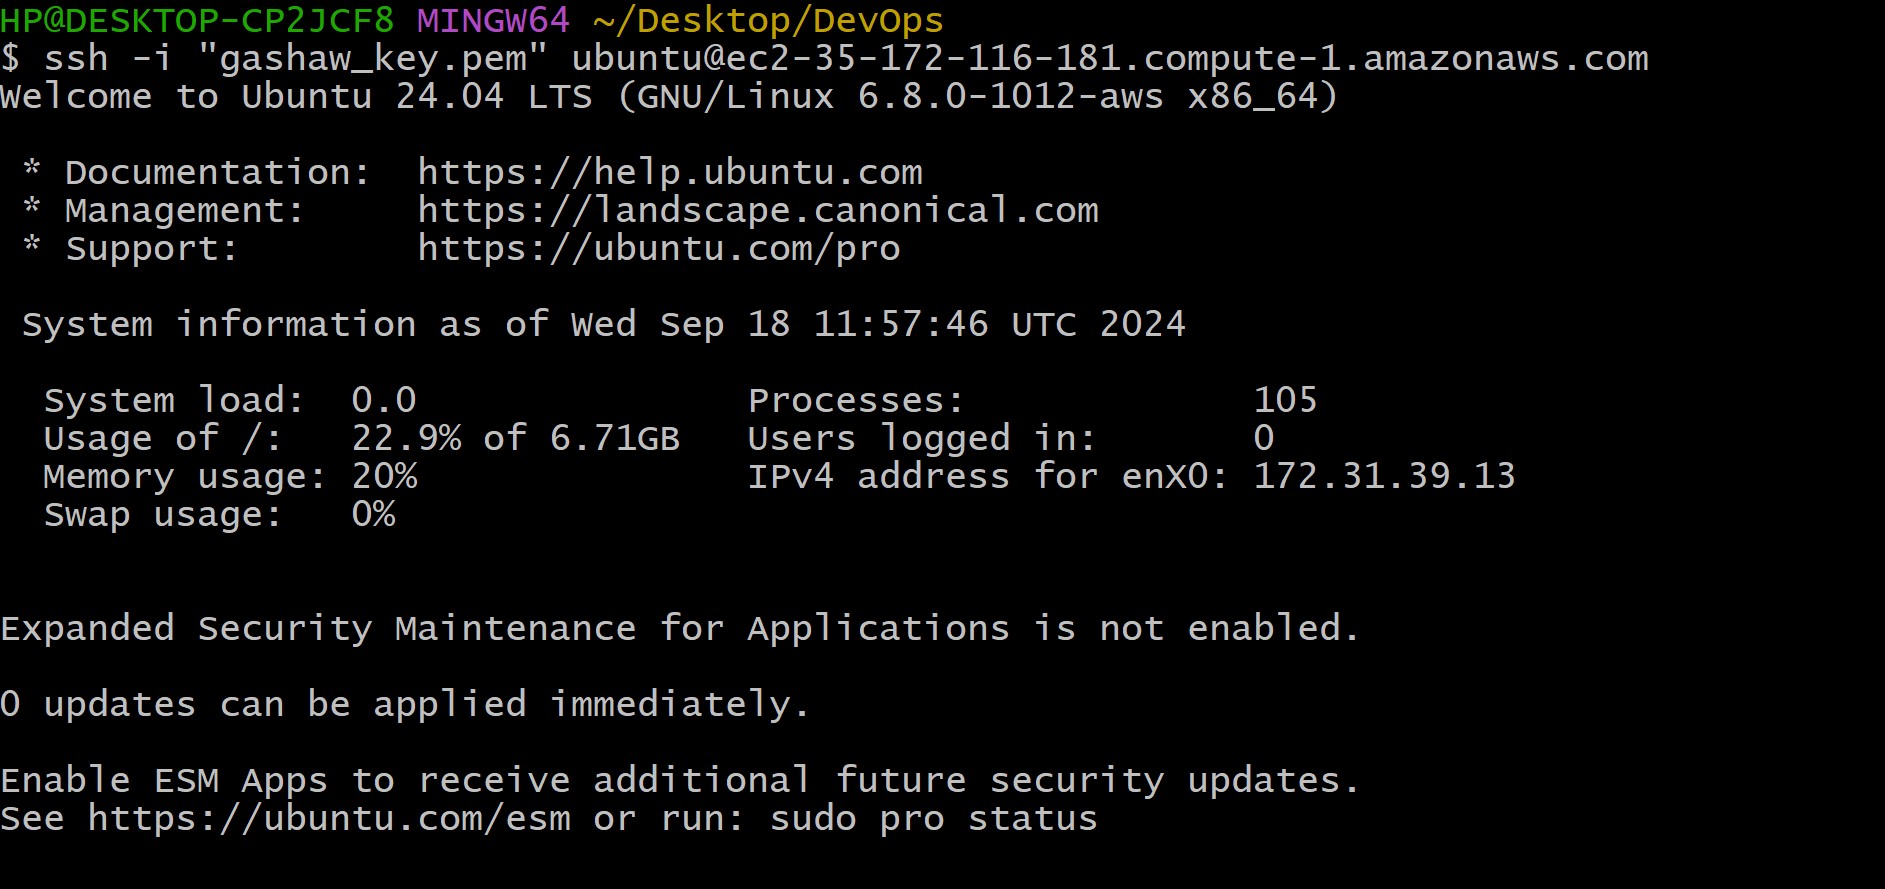 HP@DESKTOP-CP2JCF8 MINGW64 ~/Desktop/DevOps
$ ssh -i "gashaw_key.pem" ubuntu@ec2-35-172-116-181.compute-1.amazonaws.com
Welcome to Ubuntu 24.04 LTS (GNU/Linux 6.8.0-1012-aws x86_64)
* Documentation:  https://help.ubuntu.com
* Management:     https://landscape.canonical.com
* Support:        https://ubuntu.com/pro
System information as of Wed Sep 18 11:57:46 UTC 2024
System load:  0.0               Processes:             105
Usage of /:   22.9% of 6.71GB   Users logged in:       0
Memory usage: 20%               IPv4 address for enX0: 172.31.39.13
Swap usage:   0%
Expanded Security Maintenance for Applications is not enabled.
0 updates can be applied immediately.
Enable ESM Apps to receive additional future security updates.
See https://ubuntu.com/esm or run: sudo pro status